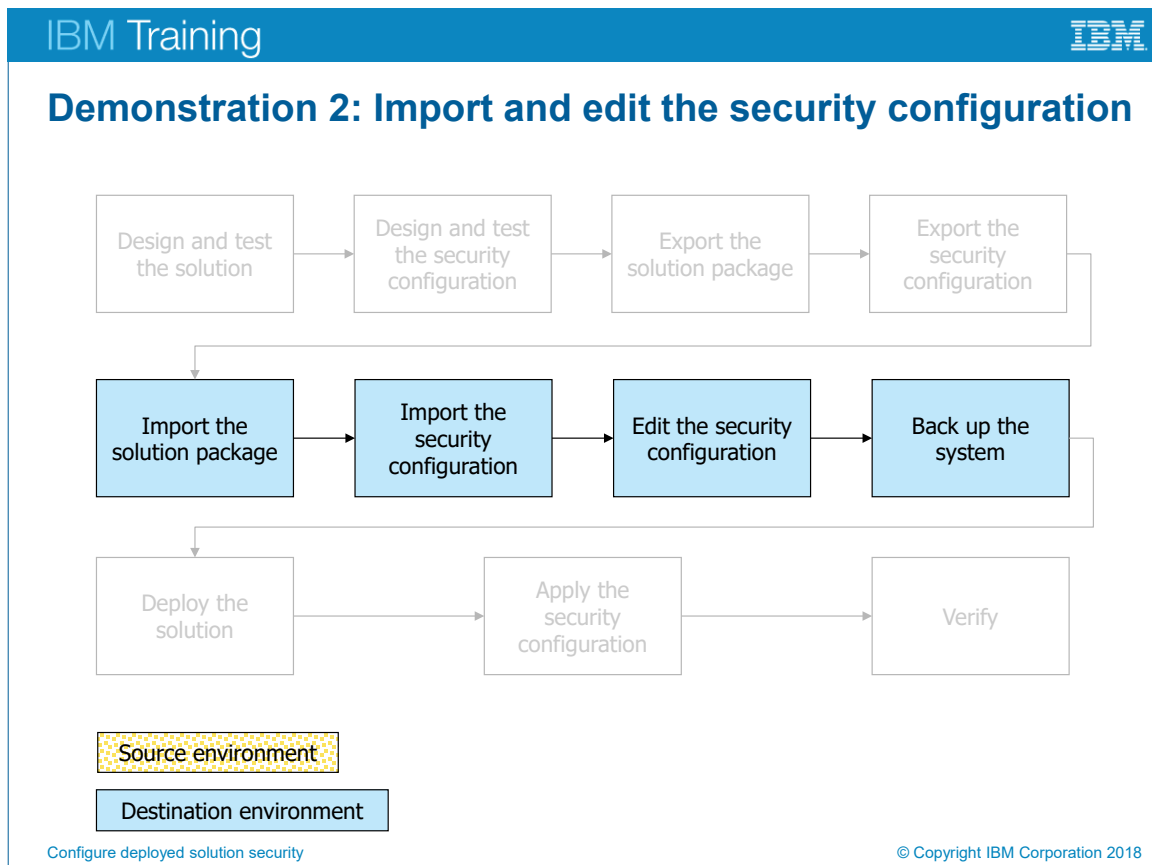 IBM Training
IBM
Demonstration 2: Import and edit the security configuration
Design and test
the solution
Design and test
the security
configuration
Export the
solution package
Export the
security
configuration
Import the
solution package
Import the
security
configuration
Edit the security
configuration
Back up the
system
Deploy the
solution
Apply the
security
configuration
Verify
Source environment
Destination environment
Configure deployed solution security
© Copyright IBM Corporation 2018